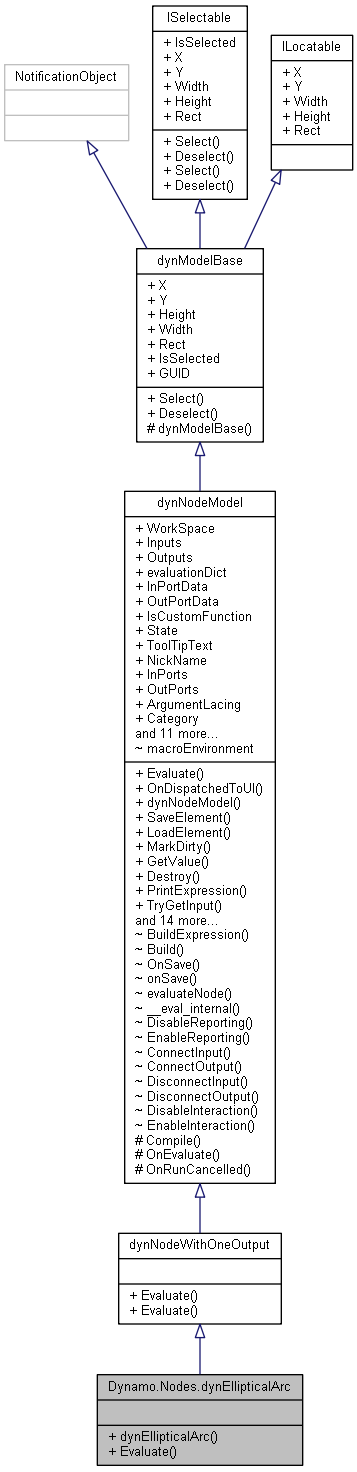 ISelectable
+ IsSelected
+ X
+ Y
+ Width
+ Height
+ Rect
+ Select()
+ Deselect()
+ Select()
+ Deselect()
ILocatable
+ X
+ Y
+ Width
+ Height
+ Rect
NotificationObject
dynModelBase
+ X
+ Y
+ Height
+ Width
+ Rect
+ IsSelected
+ GUID
+ Select()
+ Deselect()
# dynModelBase()
dynNodeModel
+ WorkSpace
+ Inputs
+ Outputs
+ evaluationDict
+ InPortData
+ OutPortData
+ IsCustomFunction
+ State
+ ToolTipText
+ NickName
+ InPorts
+ OutPorts
+ ArgumentLacing
+ Category
and 11 more...
~ macroEnvironment
+ Evaluate()
+ OnDispatchedToUI()
+ dynNodeModel()
+ SaveElement()
+ LoadElement()
+ MarkDirty()
+ GetValue()
+ Destroy()
+ PrintExpression()
+ TryGetInput()
and 14 more...
~ BuildExpression()
~ Build()
~ OnSave()
~ onSave()
~ evaluateNode()
~ __eval_internal()
~ DisableReporting()
~ EnableReporting()
~ ConnectInput()
~ ConnectOutput()
~ DisconnectInput()
~ DisconnectOutput()
~ DisableInteraction()
~ EnableInteraction()
# Compile()
# OnEvaluate()
# OnRunCancelled()
dynNodeWithOneOutput
+ Evaluate()
+ Evaluate()
Dynamo.Nodes.dynEllipticalArc
+ dynEllipticalArc()
+ Evaluate()